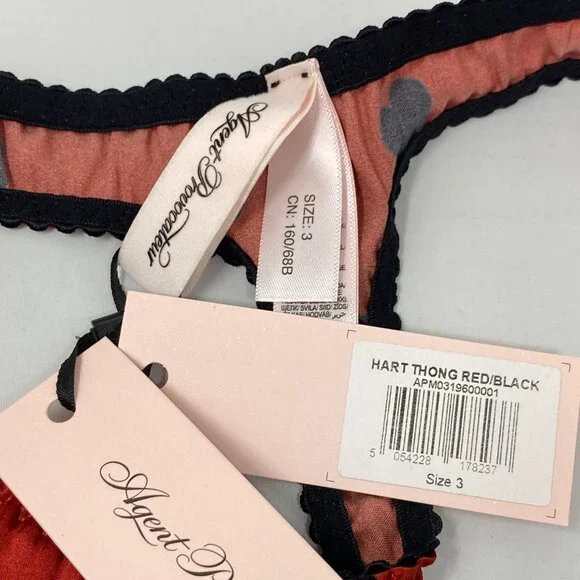 Agent Provocateur
SIZE: 3
CN: 160/68B
HART THONG RED/BLACK
APM0319600001
5 054228 178237
Size 3
Agent